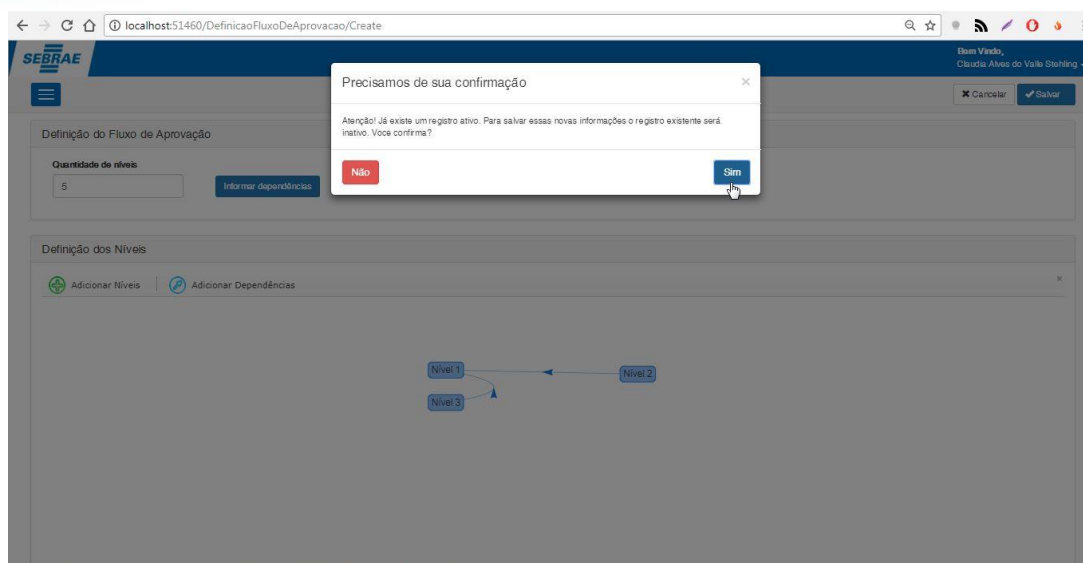 localhost:51460/DefinicaoFluxoDeAprovacao/Create
SEBRAE
Bem Vindo,
Claudia Alves do Valle Stehling
Cancelar
Salvar
Precisamos de sua confirmação
×
Atenção! Já existe um registro ativo. Para salvar essas novas informações o registro existente será
inativo. Voce confirma?
Não
Sim
Definição do Fluxo de Aprovação
Quantidade de níveis
5
Informar dependências
Definição dos Níveis
Adicionar Níveis
Adicionar Dependências
×
Nível 1
Nível 2
Nível 3